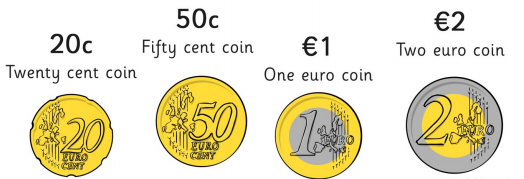 20c
Twenty cent coin
50c
Fifty cent coin
€1
One euro coin
€2
Two euro coin
20
EURO
CENT
50
EURO
CENT
1
2
EURO